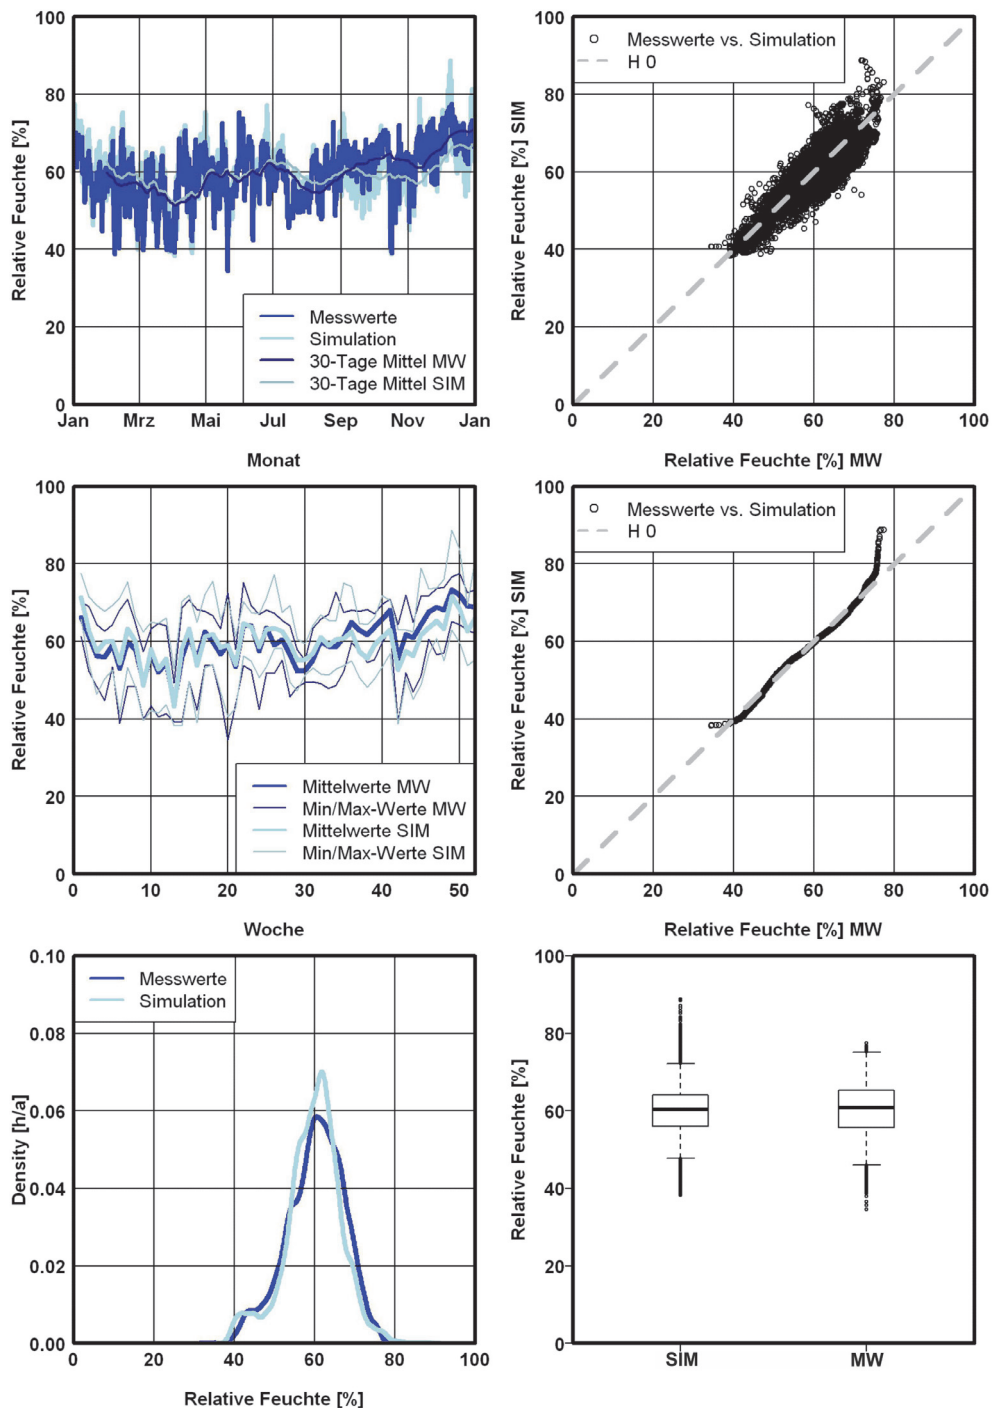 100
80
60
40
20
0
Relative Feuchte [%]
Messwerte
Simulation
30-Tage Mittel MW
30-Tage Mittel SIM
Jan Mrz Mai Jul Sep Nov Jan
Monat
100
80
60
40
20
0
Relative Feuchte [%] SIM
Messwerte vs. Simulation
H 0
0 20 40 60 80 100
Relative Feuchte [%] MW
100
80
60
40
20
0
Relative Feuchte [%]
Mittelwerte MW
Min/Max-Werte MW
Mittelwerte SIM
Min/Max-Werte SIM
0 10 20 30 40 50
Woche
100
80
60
40
20
0
Relative Feuchte [%] SIM
Messwerte vs. Simulation
H 0
0 20 40 60 80 100
Relative Feuchte [%] MW
0.10
0.08
0.06
0.04
0.02
0.00
Density [h/a]
Messwerte
Simulation
0 20 40 60 80 100
Relative Feuchte [%]
100
80
60
40
20
0
Relative Feuchte [%]
SIM MW